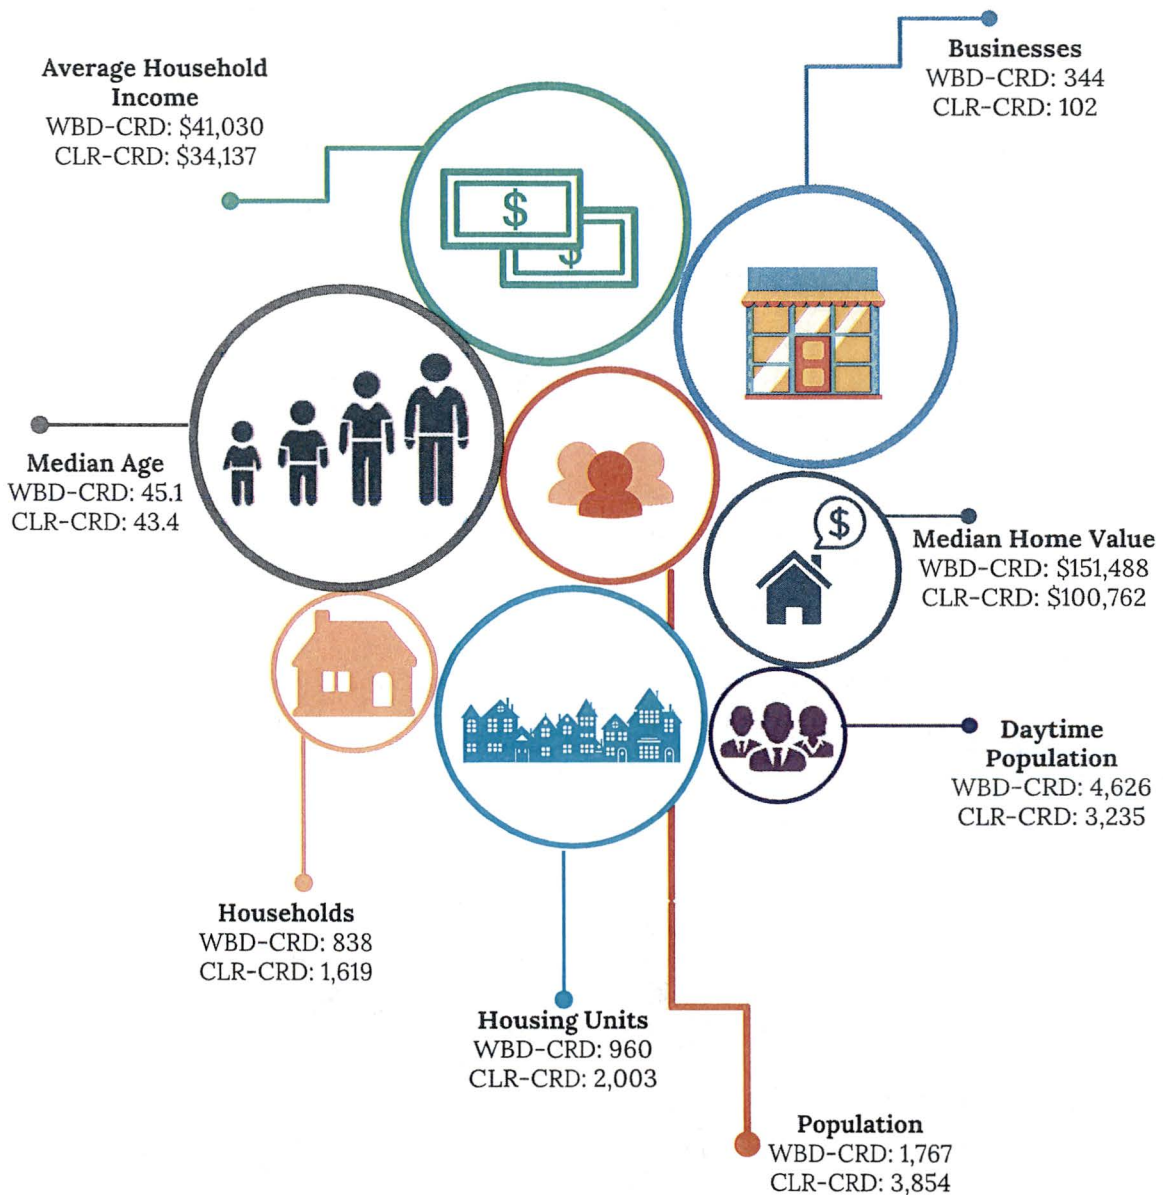 Average Household
Income
WBD-CRD: $41,030
CLR-CRD: $34,137
Businesses
WBD-CRD: 344
CLR-CRD: 102
$
$
Median Age
WBD-CRD: 45.1
CLR-CRD: 43.4
$
Median Home Value
WBD-CRD: $151,488
CLR-CRD: $100,762
Daytime
Population
WBD-CRD: 4,626
CLR-CRD: 3,235
Households
WBD-CRD: 838
CLR-CRD: 1,619
Housing Units
WBD-CRD: 960
CLR-CRD: 2,003
Population
WBD-CRD: 1,767
CLR-CRD: 3,854